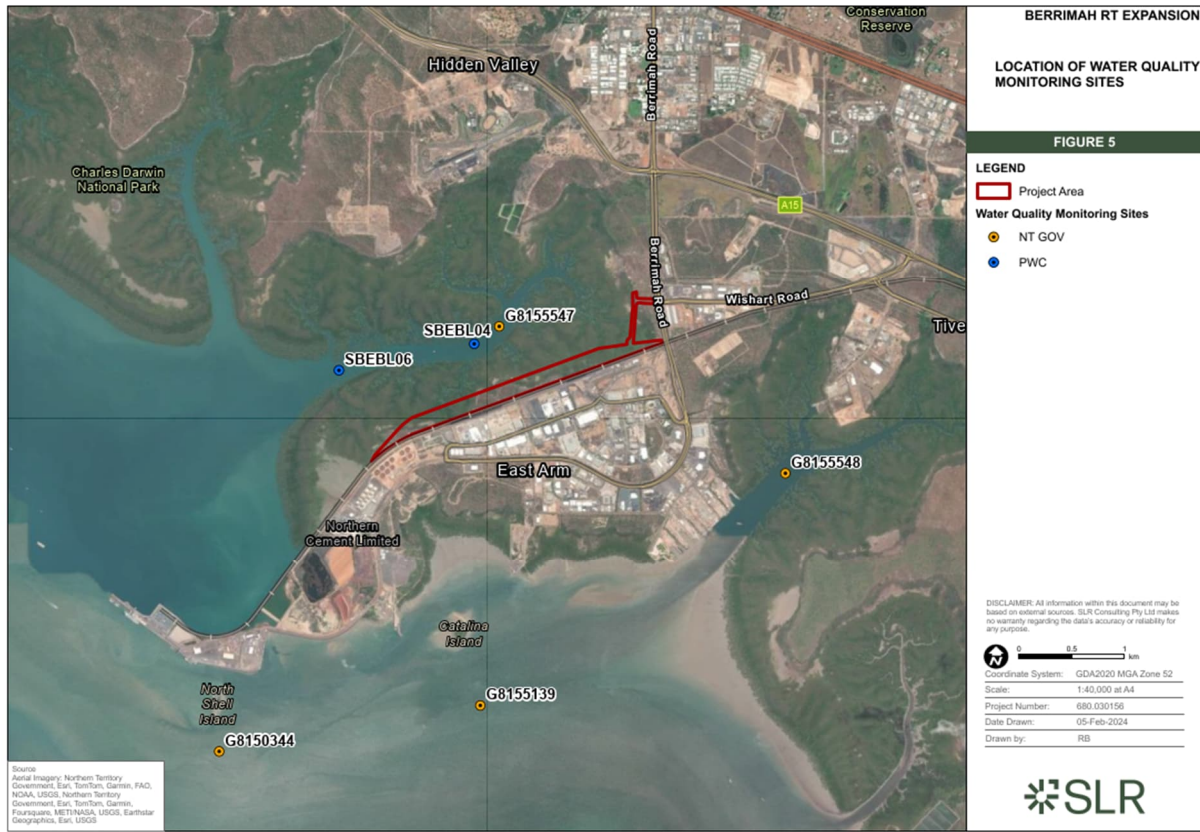 Conservation
Reserve
Hidden Valley
Berrimah Road
Charles Darwin
National Park
A15
Berrimah Road
Wishart Road
Tive
G8155547
SBEBL04
SBEBL06
G8155548
East Arm
Northern
Cement Limited
Catalina
Island
North
Shell
Island
G8155139
G8150344
Source
Aerial Imagery: Northern Territory
Government, Esri, TomTom, Garmin, FAO,
NOAA, USGS, Northern Territory
Government, Esri, TomTom, Garmin,
Foursquare, METI/NASA, USGS, Earthstar
Geographics, Esri, USGS
BERRIMAH RT EXPANSION
LOCATION OF WATER QUALITY
MONITORING SITES
FIGURE 5
LEGEND
Project Area
Water Quality Monitoring Sites
NT GOV
PWC
DISCLAIMER: All information within this document may be
based on external sources. SLR Consulting Pty Ltd makes
no warranty regarding the data's accuracy or reliability for
any purpose.
N
0 0.5 1
km
Coordinate System: GDA2020 MGA Zone 52
Scale: 1:40,000 at A4
Project Number: 680.030156
Date Drawn: 05-Feb-2024
Drawn by: RB
SLR